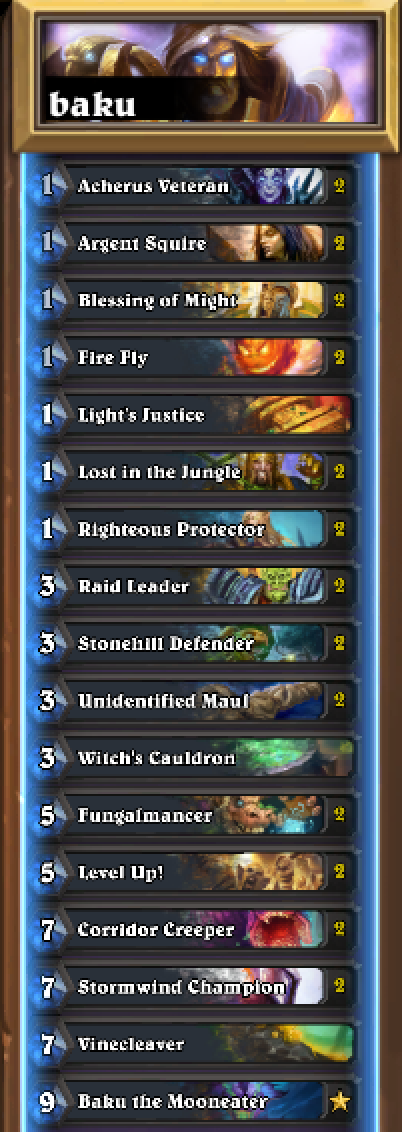 baku
1 Acherus Veteran 2
1 Argent Squire 2
1 Blessing of Might 2
1 Fire Fly 2
1 Light's Justice
1 Lost in the Jungle 2
1 Righteous Protector 2
3 Raid Leader 2
3 Stonehill Defender 2
3 Unidentified Maul 2
3 Witch's Cauldron
5 Fungalmancer 2
5 Level Up! 2
7 Corridor Creeper 2
7 Stormwind Champion 2
7 Vinecleaver
9 Baku the Mooneater